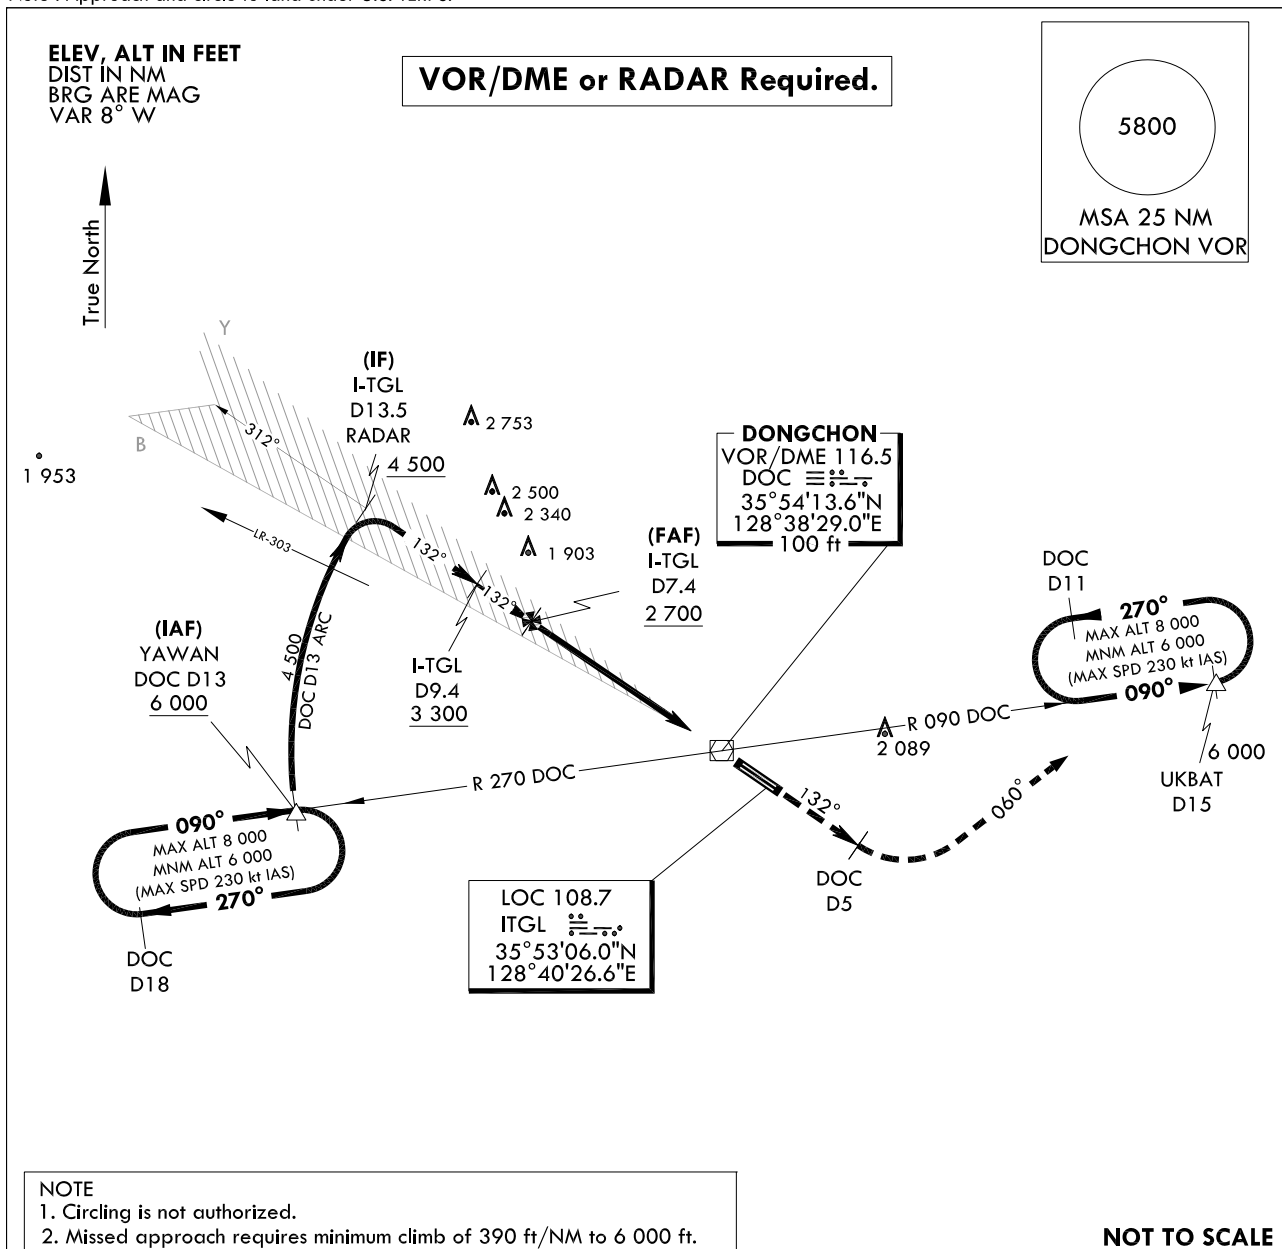 ELEV, ALT IN FEET
DIST IN NM
BRG ARE MAG
VAR 8° W
VOR/DME or RADAR Required.
5800
MSA 25 NM
DONGCHON VOR
True North
Y
B
312°
1 953
(IF)
I-TGL
D13.5
RADAR
4 500
2 753
2 500
2 340
1 903
LR-303
132°
132°
(FAF)
I-TGL
D7.4
2 700
I-TGL
D9.4
3 300
DONGCHON
VOR/DME 116.5
DOC
35°54'13.6"N
128°38'29.0"E
100 ft
(IAF)
YAWAN
DOC D13
6 000
4 500
DOC D13 ARC
DOC
D11
270°
MAX ALT 8 000
MNM ALT 6 000
(MAX SPD 230 kt IAS)
090°
R 090 DOC
2 089
6 000
UKBAT
D15
R 270 DOC
090°
MAX ALT 8 000
MNM ALT 6 000
(MAX SPD 230 kt IAS)
270°
DOC
D18
132°
060°
DOC
D5
LOC 108.7
ITGL
35°53'06.0"N
128°40'26.6"E
NOTE
1. Circling is not authorized.
2. Missed approach requires minimum climb of 390 ft/NM to 6 000 ft.
NOT TO SCALE